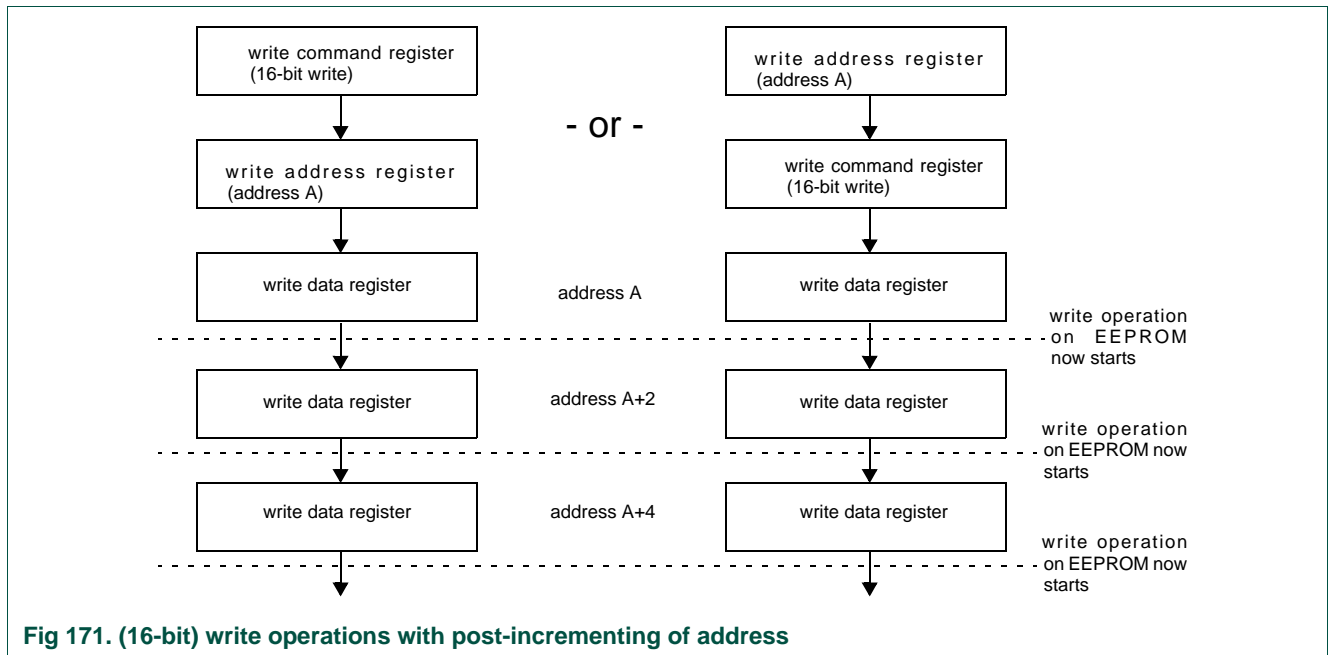 write command register
(16-bit write)
write address register
(address A)
- or -
write address register
(address A)
write command register
(16-bit write)
write data register
address A
write data register
write operation
on EEPROM
now starts
write data register
address A+2
write data register
write operation
on EEPROM now
starts
write data register
address A+4
write data register
write operation
on EEPROM now
starts
Fig 171. (16-bit) write operations with post-incrementing of address